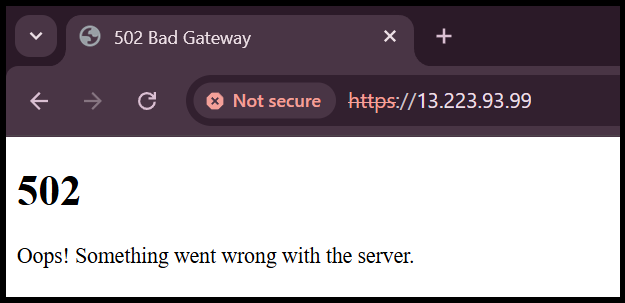 502 Bad Gateway
Not secure https://13.223.93.99
502
Oops! Something went wrong with the server.